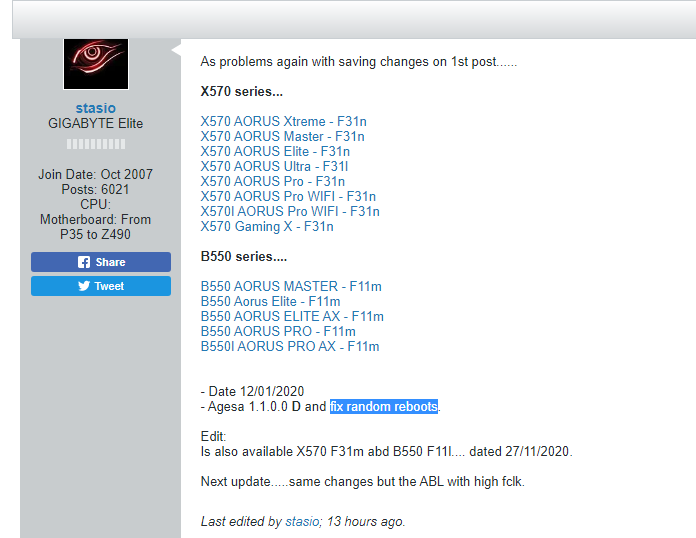 As problems again with saving changes on 1st post......
stasio
GIGABYTE Elite
Join Date: Oct 2007
Posts: 6021
CPU:
Motherboard: From
P35 to Z490
Share
Tweet
X570 series...
X570 AORUS Xtreme - F31n
X570 AORUS Master - F31n
X570 AORUS Elite - F31n
X570 AORUS Ultra - F31l
X570 AORUS Pro - F31n
X570 AORUS Pro WIFI - F31n
X570I AORUS Pro WIFI - F31n
X570 Gaming X - F31n
B550 series....
B550 AORUS MASTER - F11m
B550 Aorus Elite - F11m
B550 AORUS ELITE AX - F11m
B550 AORUS PRO - F11m
B550I AORUS PRO AX - F11m
- Date 12/01/2020
- Agesa 1.1.0.0 D and fix random reboots.
Edit:
Is also available X570 F31m abd B550 F11l.... dated 27/11/2020.
Next update.....same changes but the ABL with high fclk.
Last edited by stasio; 13 hours ago.